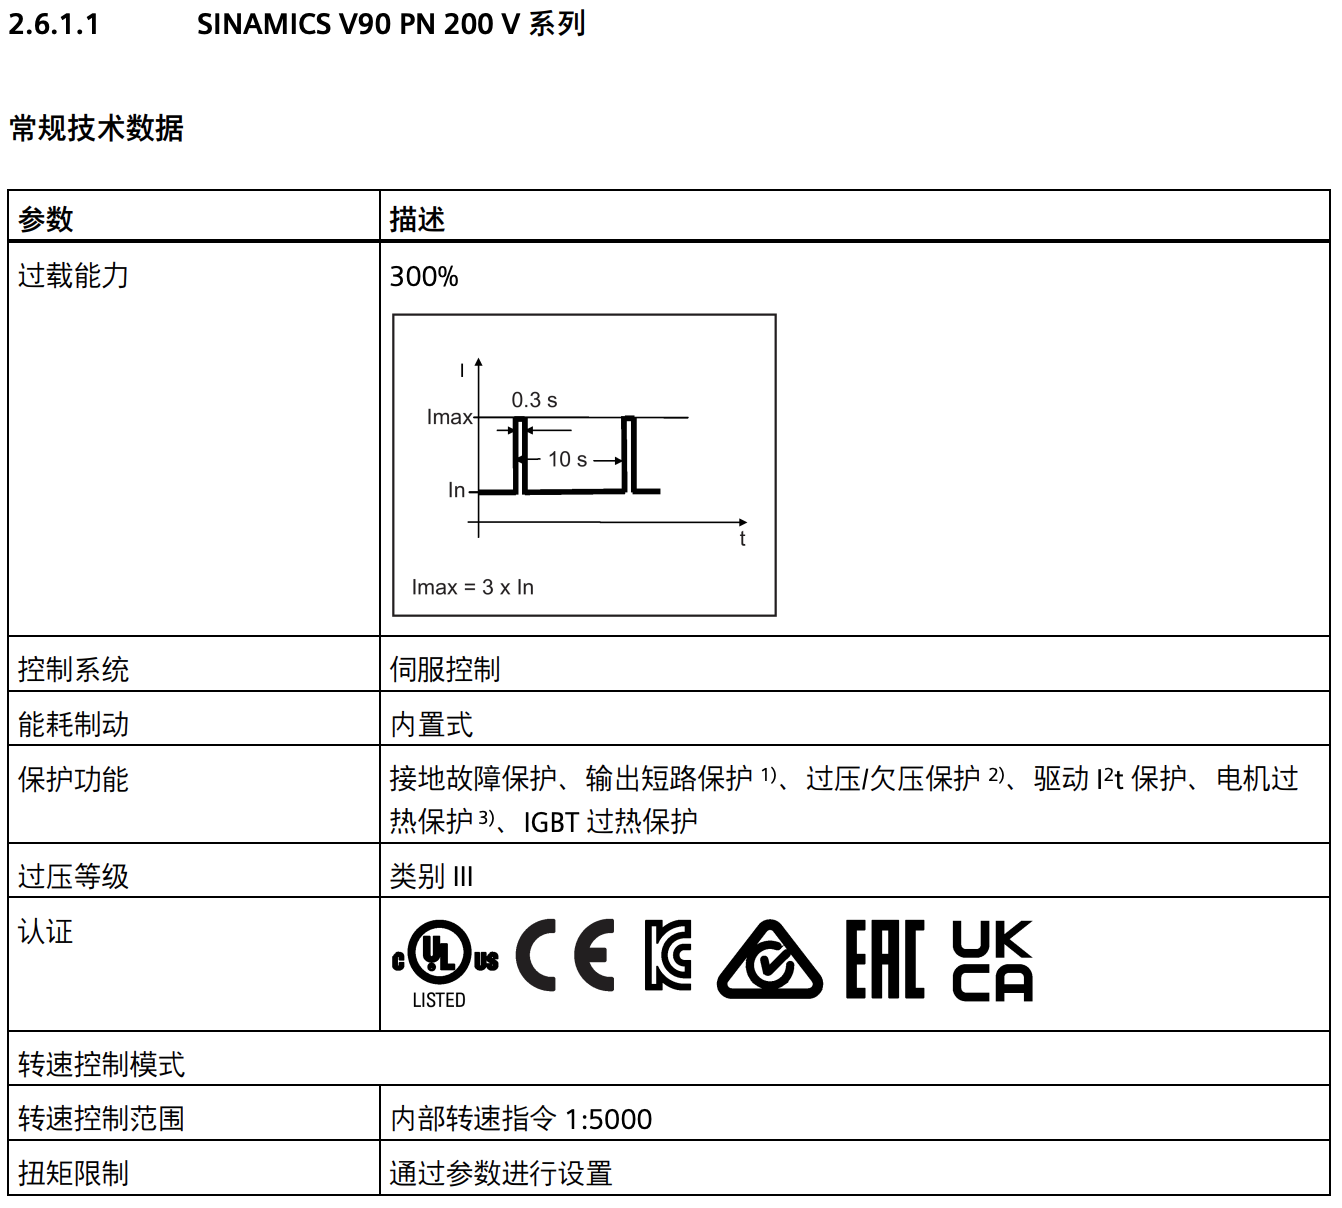 2.6.1.1 SINAMICS V90 PN 200 V 系列
常规技术数据
参数 描述
过载能力 300%
I
0.3 s
Imax
10 s
In
t
Imax = 3 x In
控制系统 伺服控制
能耗制动 内置式
保护功能 接地故障保护、输出短路保护 1)、过压/欠压保护 2)、驱动 I²t 保护、电机过
热保护 3)、IGBT 过热保护
过压等级 类别 III
认证
c UL US CE KC C EAC UK
LISTED CA
转速控制模式
转速控制范围 内部转速指令 1:5000
扭矩限制 通过参数进行设置